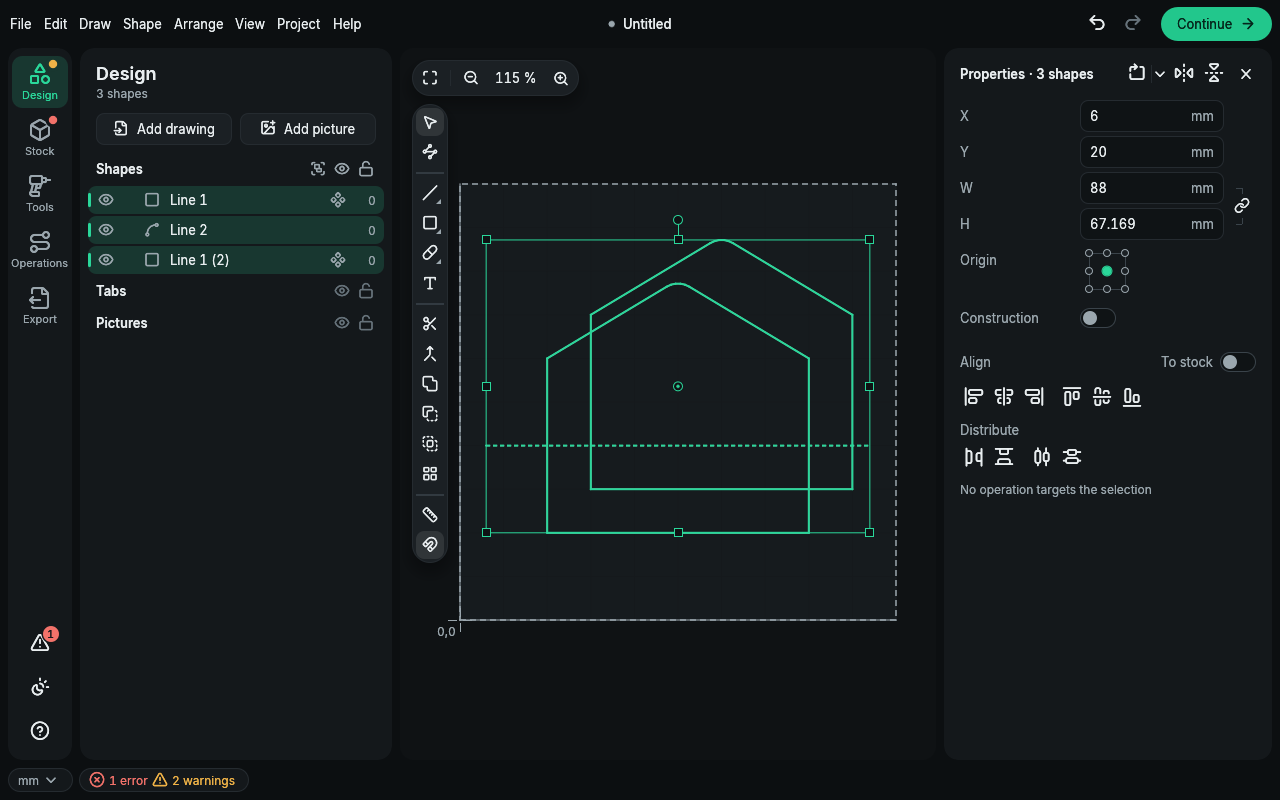 File Edit Draw Shape Arrange View Project Help
Untitled
Continue
Design
Stock
Tools
Operations
Export
1
Design
3 shapes
Add drawing
Add picture
Shapes
Line 1 0
Line 2 0
Line 1 (2) 0
Tabs
Pictures
115 %
0,0
Properties · 3 shapes
X 6 mm
Y 20 mm
W 88 mm
H 67.169 mm
Origin
Construction
Align To stock
Distribute
No operation targets the selection
mm
1 error 2 warnings